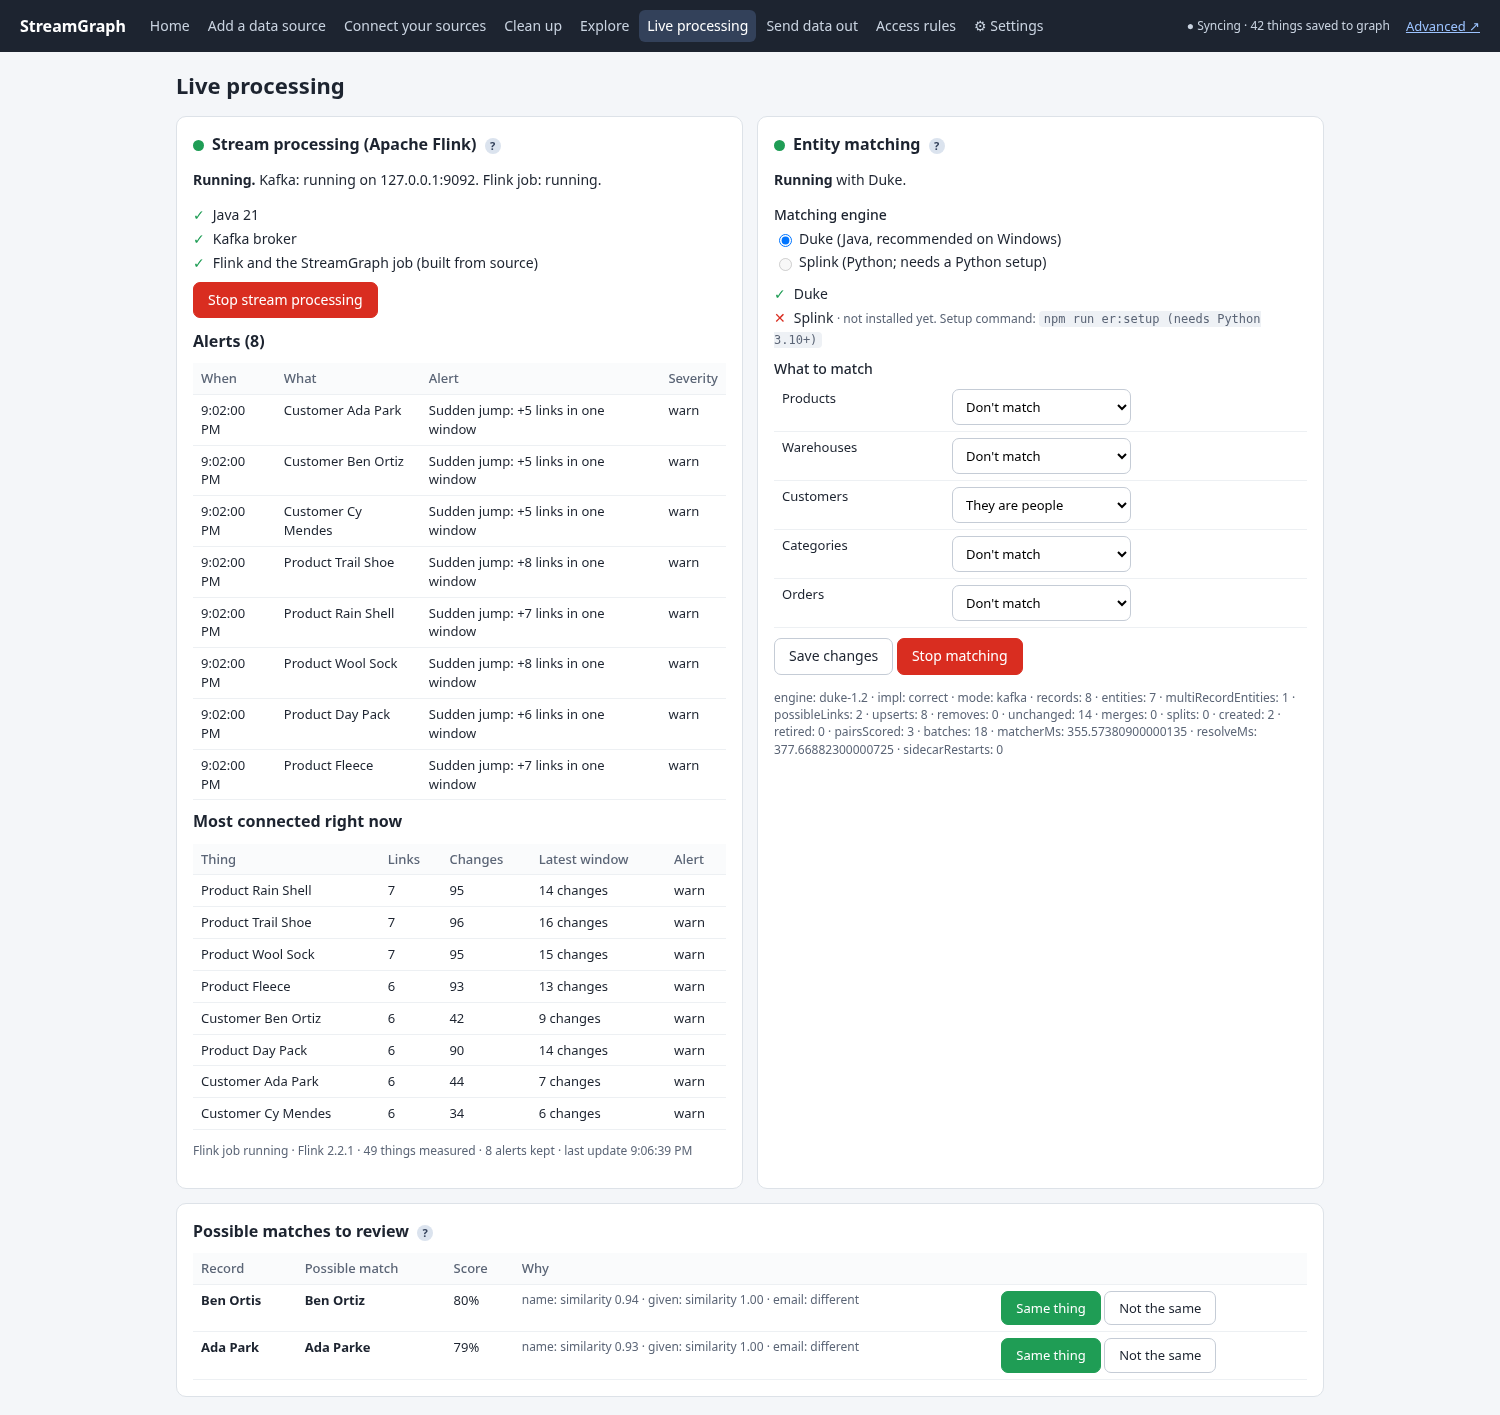 StreamGraph Home Add a data source Connect your sources Clean up Explore Live processing Send data out Access rules ⚙ Settings ● Syncing · 42 things saved to graph Advanced ↗
Live processing
Stream processing (Apache Flink) ?
Running. Kafka: running on 127.0.0.1:9092. Flink job: running.
✓ Java 21
✓ Kafka broker
✓ Flink and the StreamGraph job (built from source)
Stop stream processing
Alerts (8)
When What Alert Severity
9:02:00 PM Customer Ada Park Sudden jump: +5 links in one window warn
9:02:00 PM Customer Ben Ortiz Sudden jump: +5 links in one window warn
9:02:00 PM Customer Cy Mendes Sudden jump: +5 links in one window warn
9:02:00 PM Product Trail Shoe Sudden jump: +8 links in one window warn
9:02:00 PM Product Rain Shell Sudden jump: +7 links in one window warn
9:02:00 PM Product Wool Sock Sudden jump: +8 links in one window warn
9:02:00 PM Product Day Pack Sudden jump: +6 links in one window warn
9:02:00 PM Product Fleece Sudden jump: +7 links in one window warn
Most connected right now
Thing Links Changes Latest window Alert
Product Rain Shell 7 95 14 changes warn
Product Trail Shoe 7 96 16 changes warn
Product Wool Sock 7 95 15 changes warn
Product Fleece 6 93 13 changes warn
Customer Ben Ortiz 6 42 9 changes warn
Product Day Pack 6 90 14 changes warn
Customer Ada Park 6 44 7 changes warn
Customer Cy Mendes 6 34 6 changes warn
Flink job running · Flink 2.2.1 · 49 things measured · 8 alerts kept · last update 9:06:39 PM
Entity matching ?
Running with Duke.
Matching engine
Duke (Java, recommended on Windows)
Splink (Python; needs a Python setup)
✓ Duke
✕ Splink · not installed yet. Setup command: npm run er:setup (needs Python
3.10+)
What to match
Products Don't match
Warehouses Don't match
Customers They are people
Categories Don't match
Orders Don't match
Save changes Stop matching
engine: duke-1.2 · impl: correct · mode: kafka · records: 8 · entities: 7 · multiRecordEntities: 1 ·
possibleLinks: 2 · upserts: 8 · removes: 0 · unchanged: 14 · merges: 0 · splits: 0 · created: 2 ·
retired: 0 · pairsScored: 3 · batches: 18 · matcherMs: 355.57380900000135 · resolveMs:
377.66882300000725 · sidecarRestarts: 0
Possible matches to review ?
Record Possible match Score Why
Ben Ortis Ben Ortiz 80% name: similarity 0.94 · given: similarity 1.00 · email: different Same thing Not the same
Ada Park Ada Parke 79% name: similarity 0.93 · given: similarity 1.00 · email: different Same thing Not the same